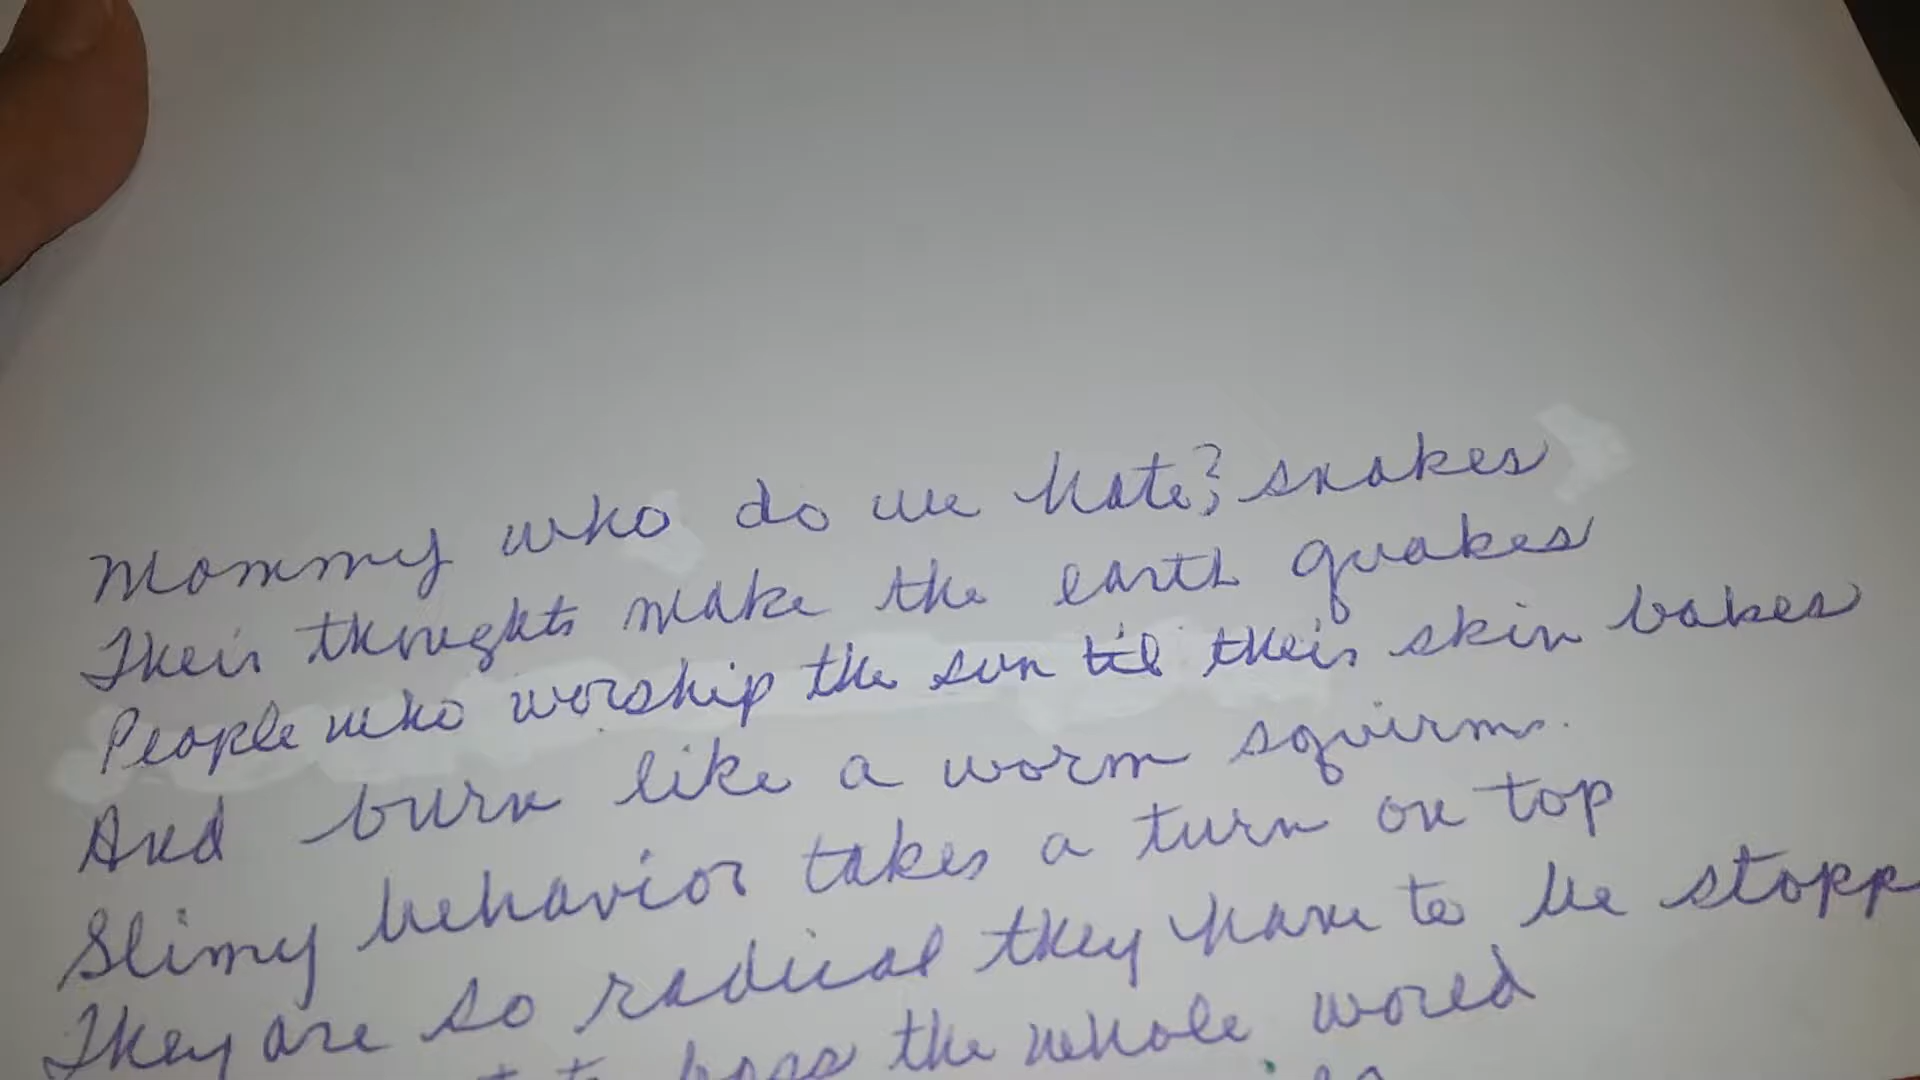 Mommy who do we hate? snakes
Their thoughts make the earth quakes
People who worship the sun til their skin bakes
And burn like a worm squirms.
Slimy behavior takes a turn on top
They are so radical they have to be stopp
to boss the whole world